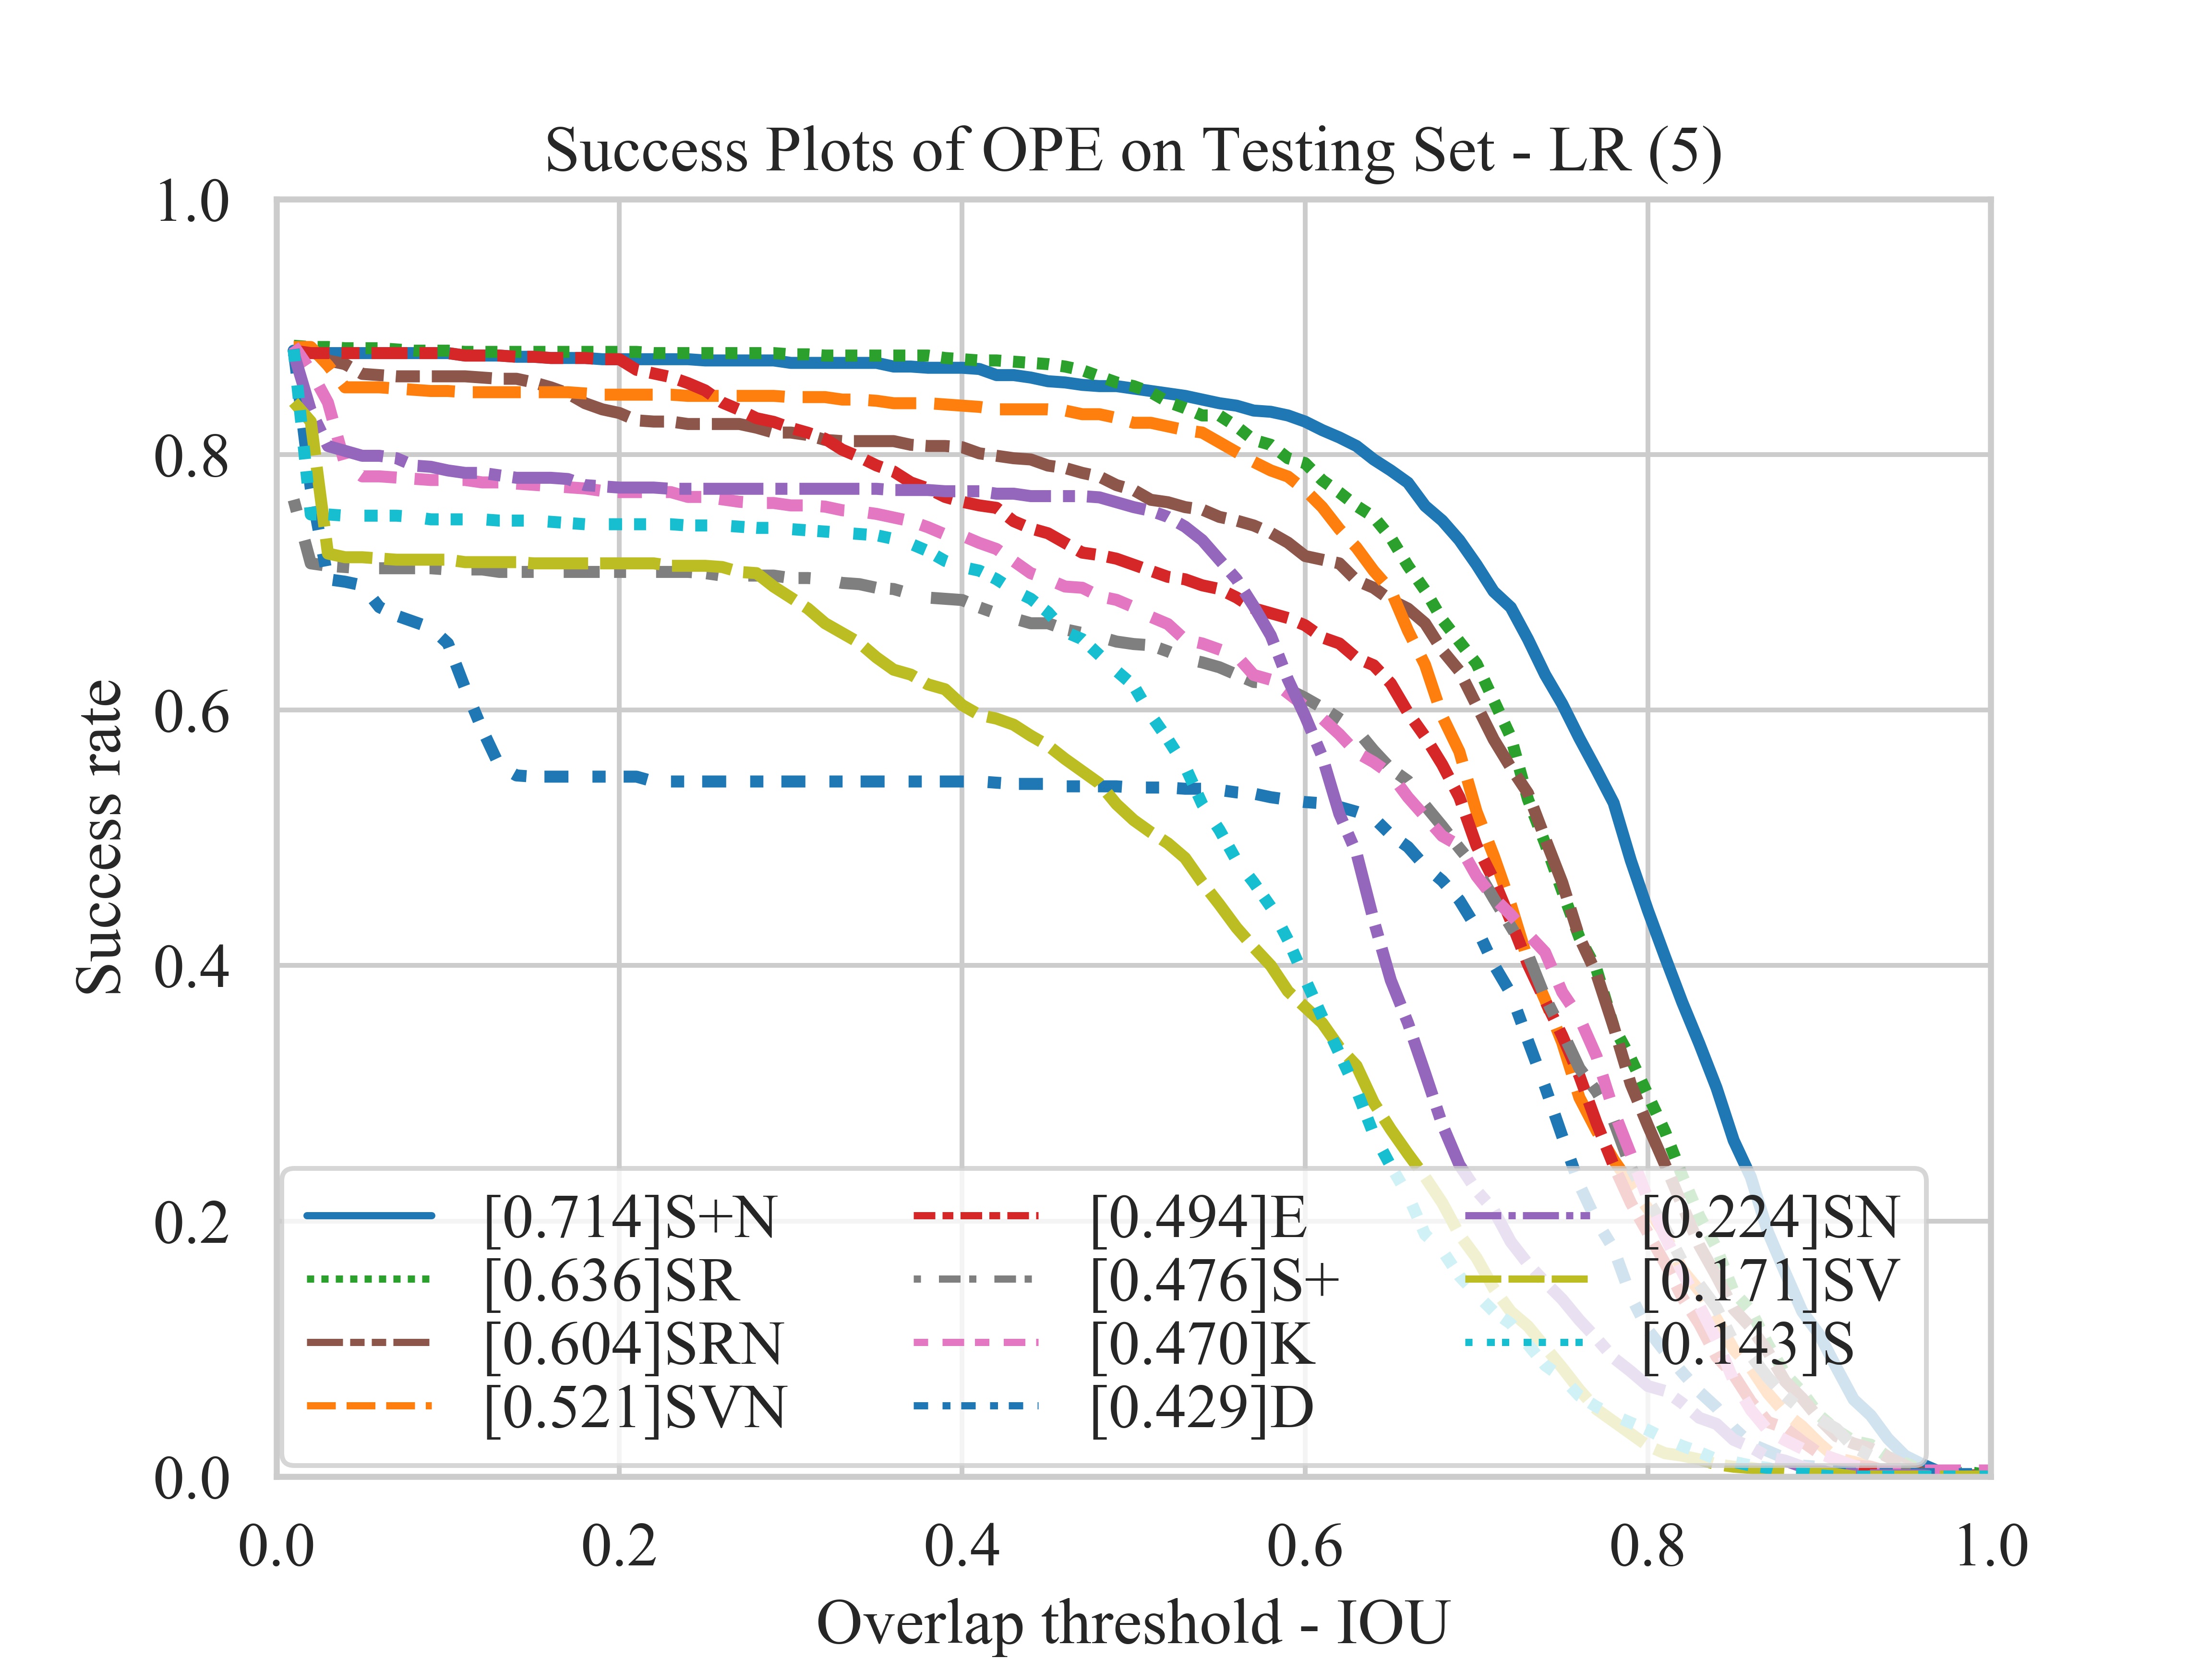 Success Plots of OPE on Testing Set - LR (5)
1.0
0.8
0.6
0.4
0.2
0.0
Success rate
[0.714]S+N
[0.636]SR
[0.604]SRN
[0.521]SVN
[0.494]E
[0.476]S+
[0.470]K
[0.429]D
[0.224]SN
[0.171]SV
[0.143]S
0.0 0.2 0.4 0.6 0.8 1.0
Overlap threshold - IOU